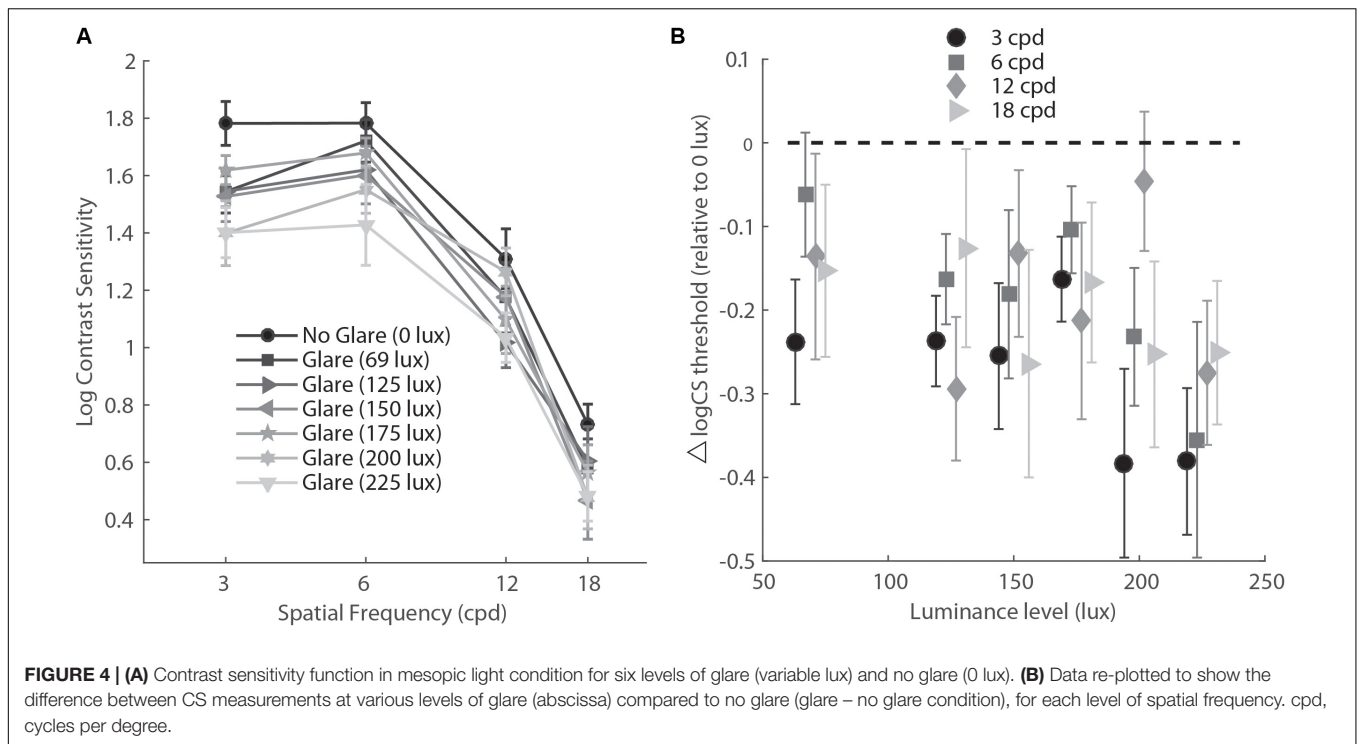 A
2
1.8
1.6
1.4
1.2
1
0.8
0.6
0.4
Log Contrast Sensitivity
No Glare (0 lux)
Glare (69 lux)
Glare (125 lux)
Glare (150 lux)
Glare (175 lux)
Glare (200 lux)
Glare (225 lux)
3 6 12 18
Spatial Frequency (cpd)
B
3 cpd
6 cpd
12 cpd
18 cpd
0.1
0
-0.1
-0.2
-0.3
-0.4
-0.5
△ logCS threshold (relative to 0 lux)
50 100 150 200 250
Luminance level (lux)
FIGURE 4 | (A) Contrast sensitivity function in mesopic light condition for six levels of glare (variable lux) and no glare (0 lux). (B) Data re-plotted to show the
difference between CS measurements at various levels of glare (abscissa) compared to no glare (glare – no glare condition), for each level of spatial frequency. cpd,
cycles per degree.